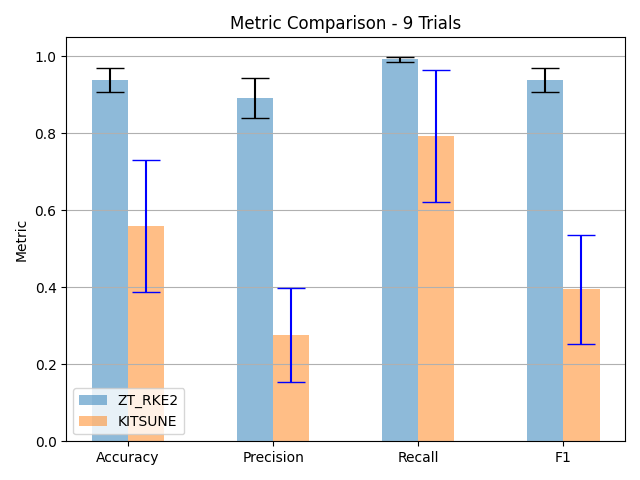 Metric Comparison - 9 Trials
1.0
0.8
0.6
0.4
0.2
0.0
Metric
ZT_RKE2
KITSUNE
Accuracy
Precision
Recall
F1